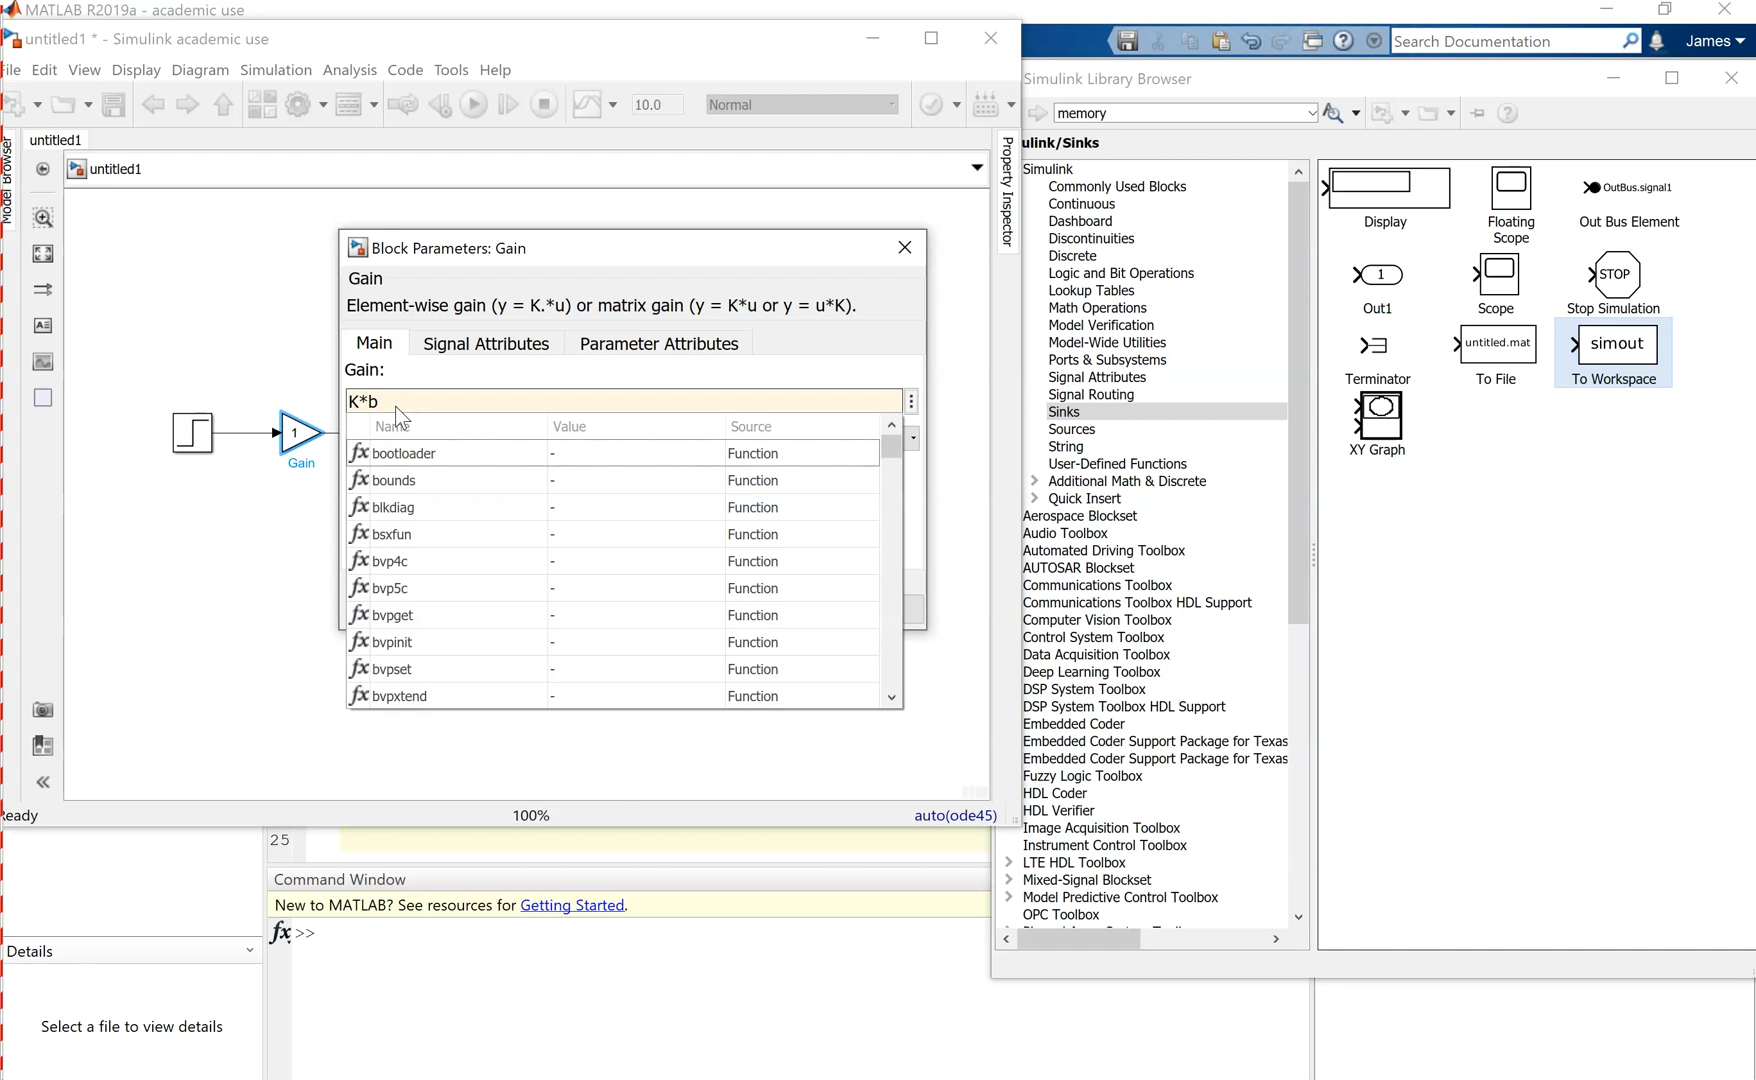 MATLAB R2019a - academic use
untitled1 * - Simulink academic use
ile Edit View Display Diagram Simulation Analysis Code Tools Help
10.0 Normal
untitled1
untitled1
Model Browser
Property Inspector
Block Parameters: Gain
Gain
Element-wise gain (y = K.*u) or matrix gain (y = K*u or y = u*K).
Main Signal Attributes Parameter Attributes
Gain:
K*b
Name Value Source
fx bootloader - Function
fx bounds - Function
fx blkdiag - Function
fx bsxfun - Function
fx bvp4c - Function
fx bvp5c - Function
fx bvpget - Function
fx bvpinit - Function
fx bvpset - Function
fx bvpxtend - Function
1
Gain
eady 100% auto(ode45)
25
Command Window
New to MATLAB? See resources for Getting Started.
fx >>
Details
Select a file to view details
Search Documentation
James
Simulink Library Browser
memory
ulink/Sinks
Simulink
Commonly Used Blocks
Continuous
Dashboard
Discontinuities
Discrete
Logic and Bit Operations
Lookup Tables
Math Operations
Model Verification
Model-Wide Utilities
Ports & Subsystems
Signal Attributes
Signal Routing
Sinks
Sources
String
User-Defined Functions
Additional Math & Discrete
Quick Insert
Aerospace Blockset
Audio Toolbox
Automated Driving Toolbox
AUTOSAR Blockset
Communications Toolbox
Communications Toolbox HDL Support
Computer Vision Toolbox
Control System Toolbox
Data Acquisition Toolbox
Deep Learning Toolbox
DSP System Toolbox
DSP System Toolbox HDL Support
Embedded Coder
Embedded Coder Support Package for Texas
Embedded Coder Support Package for Texas
Fuzzy Logic Toolbox
HDL Coder
HDL Verifier
Image Acquisition Toolbox
Instrument Control Toolbox
LTE HDL Toolbox
Mixed-Signal Blockset
Model Predictive Control Toolbox
OPC Toolbox
OutBus.signal1
Display
Floating
Scope
Out Bus Element
1
STOP
Out1 Scope Stop Simulation
untitled.mat simout
Terminator To File To Workspace
XY Graph